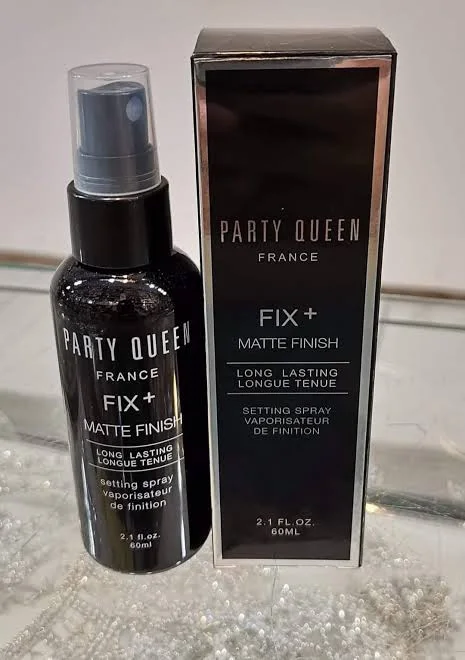 PARTY QUEEN
FRANCE
FIX+
MATTE FINISH
LONG LASTING
LONGUE TENUE
setting spray
vaporisateur
de finition
2.1 fl.oz.
60ml
PARTY QUEEN
FRANCE
FIX+
MATTE FINISH
LONG LASTING
LONGUE TENUE
SETTING SPRAY
VAPORISATEUR
DE FINITION
2.1 FL.OZ.
60ML